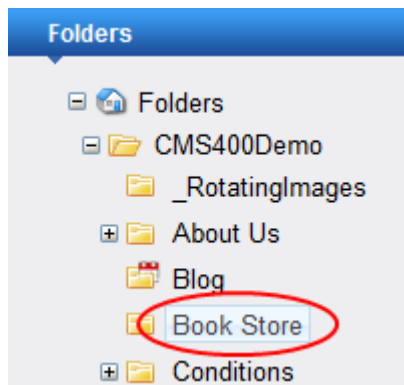 Folders
Folders
CMS400Demo
_RotatingImages
About Us
Blog
Book Store
Conditions